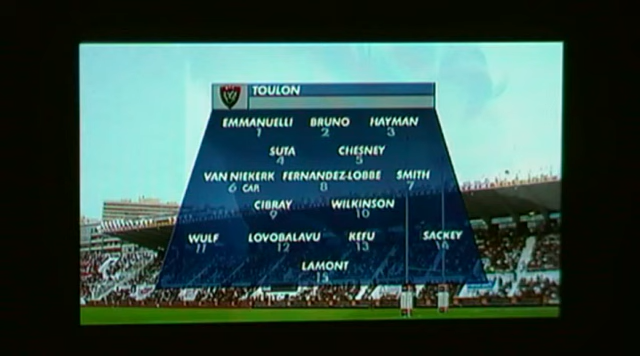 TOULON
EMMANUELLI BRUNO HAYMAN
1 2 3
SUTA CHESNEY
4 5
VAN NIEKERK FERNANDEZ-LOBBE SMITH
6 CAR 8 7
CIBRAY WILKINSON
9 10
WULF LOVOBALAVU KEFU SACKEY
11 12 13 14
LAMONT
15